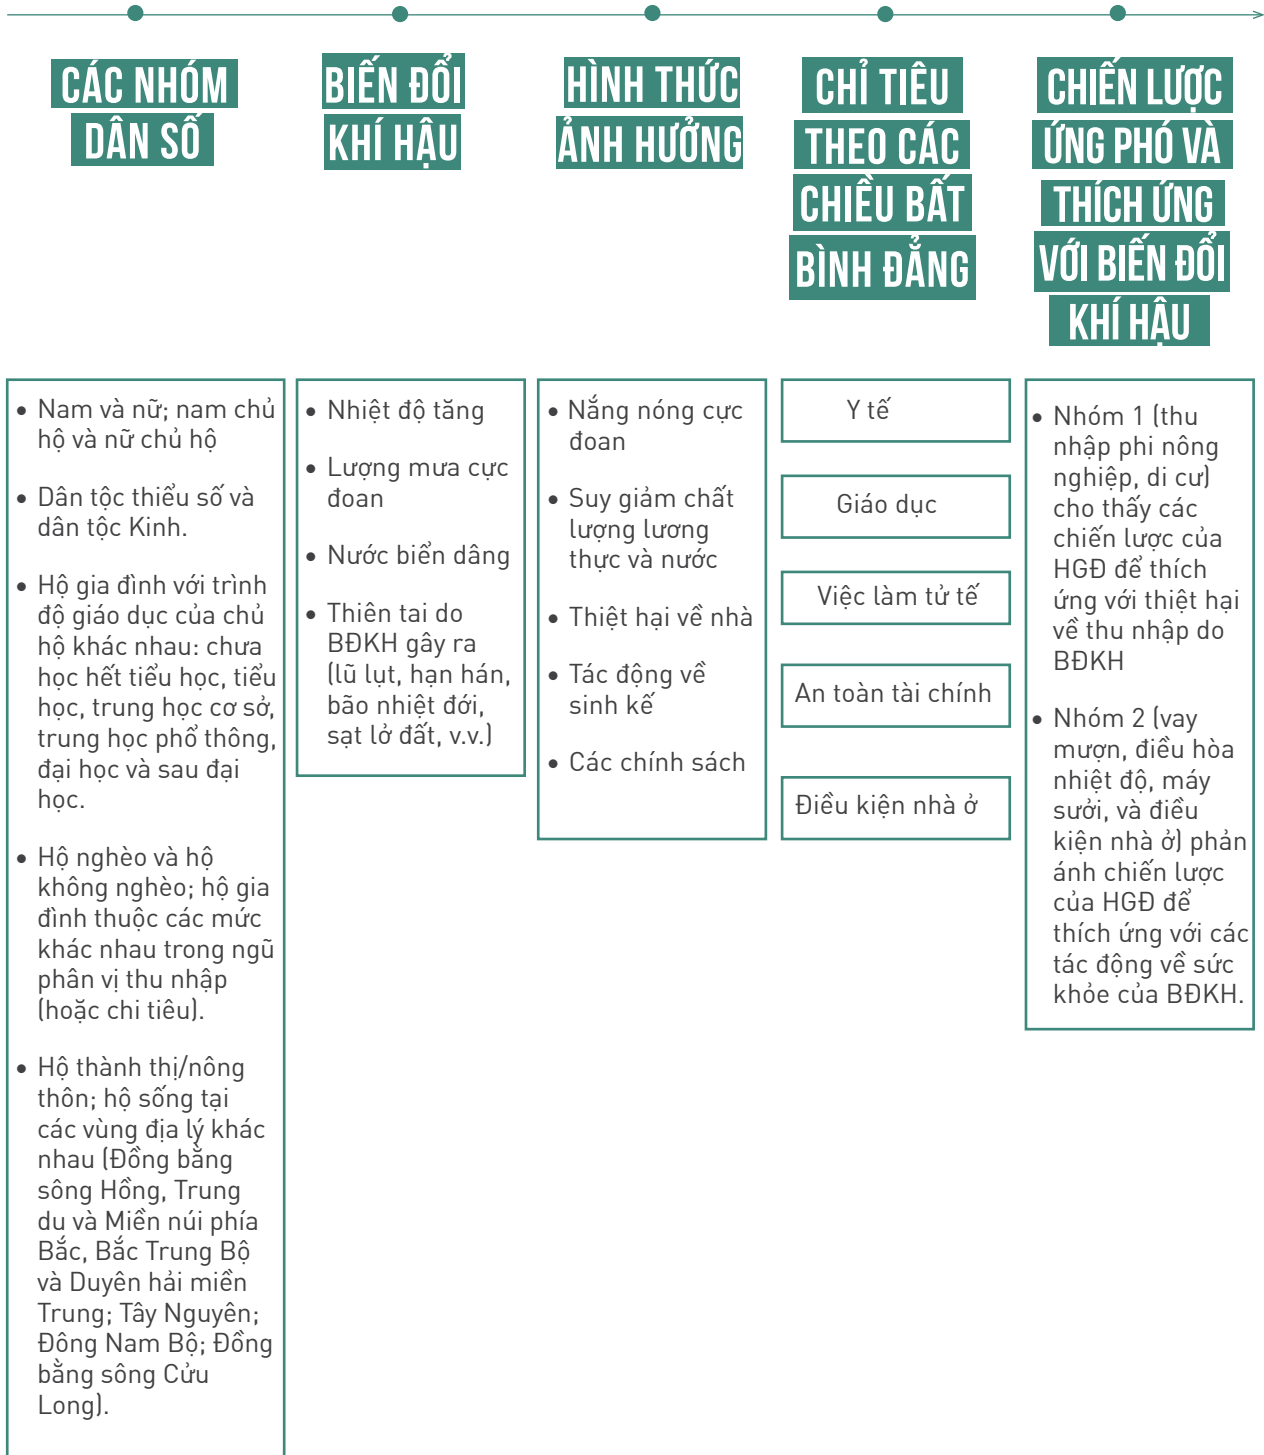 CÁC NHÓM
DÂN SỐ
BIẾN ĐỔI
KHÍ HẬU
HÌNH THỨC
ẢNH HƯỞNG
CHỈ TIÊU
THEO CÁC
CHIỀU BẤT
BÌNH ĐẲNG
CHIẾN LƯỢC
ỨNG PHÓ VÀ
THÍCH ỨNG
VỚI BIẾN ĐỔI
KHÍ HẬU
• Nam và nữ; nam chủ
hộ và nữ chủ hộ
• Dân tộc thiểu số và
dân tộc Kinh.
• Hộ gia đình với trình
độ giáo dục của chủ
hộ khác nhau: chưa
học hết tiểu học, tiểu
học, trung học cơ sở,
trung học phổ thông,
đại học và sau đại
học.
• Hộ nghèo và hộ
không nghèo; hộ gia
đình thuộc các mức
khác nhau trong ngũ
phân vị thu nhập
(hoặc chi tiêu).
• Hộ thành thị/nông
thôn; hộ sống tại
các vùng địa lý khác
nhau (Đồng bằng
sông Hồng, Trung
du và Miền núi phía
Bắc, Bắc Trung Bộ
và Duyên hải miền
Trung; Tây Nguyên;
Đông Nam Bộ; Đồng
bằng sông Cửu
Long).
• Nhiệt độ tăng
• Lượng mưa cực
đoan
• Nước biển dâng
• Thiên tai do
BĐKH gây ra
(lũ lụt, hạn hán,
bão nhiệt đới,
sạt lở đất, v.v.)
• Nắng nóng cực
đoan
• Suy giảm chất
lượng lương
thực và nước
• Thiệt hại về nhà
• Tác động về
sinh kế
• Các chính sách
Y tế
Giáo dục
Việc làm tử tế
An toàn tài chính
Điều kiện nhà ở
• Nhóm 1 (thu
nhập phi nông
nghiệp, di cư)
cho thấy các
chiến lược của
HGĐ để thích
ứng với thiệt hại
về thu nhập do
BĐKH
• Nhóm 2 (vay
mượn, điều hòa
nhiệt độ, máy
sưởi, và điều
kiện nhà ở) phản
ánh chiến lược
của HGĐ để
thích ứng với các
tác động về sức
khỏe của BĐKH.